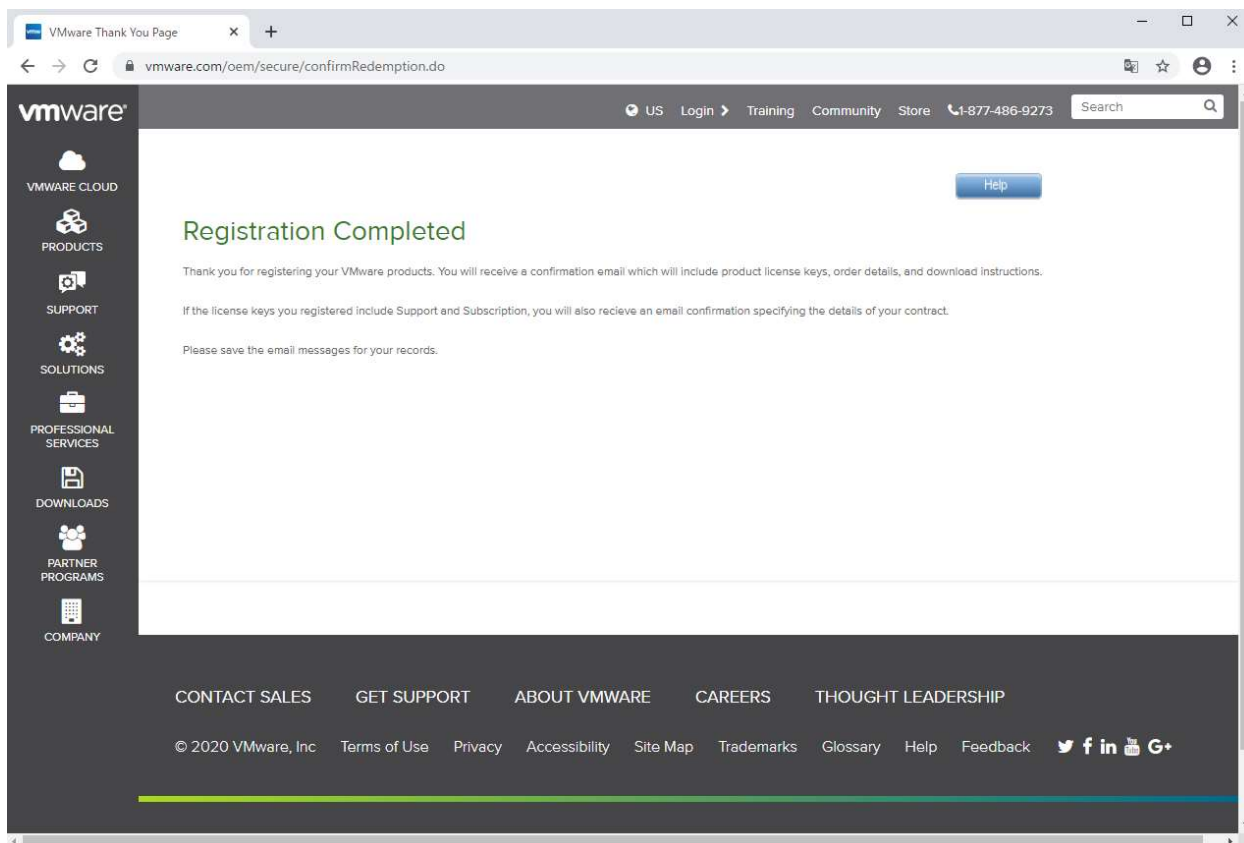 VMware Thank You Page
vmware.com/oem/secure/confirmRedemption.do
vmware
US Login Training Community Store 1-877-486-9273 Search
VMWARE CLOUD
PRODUCTS
SUPPORT
SOLUTIONS
PROFESSIONAL
SERVICES
DOWNLOADS
PARTNER
PROGRAMS
COMPANY
Help
Registration Completed
Thank you for registering your VMware products. You will receive a confirmation email which will include product license keys, order details, and download instructions.
If the license keys you registered include Support and Subscription, you will also recieve an email confirmation specifying the details of your contract.
Please save the email messages for your records.
CONTACT SALES GET SUPPORT ABOUT VMWARE CAREERS THOUGHT LEADERSHIP
© 2020 VMware, Inc Terms of Use Privacy Accessibility Site Map Trademarks Glossary Help Feedback